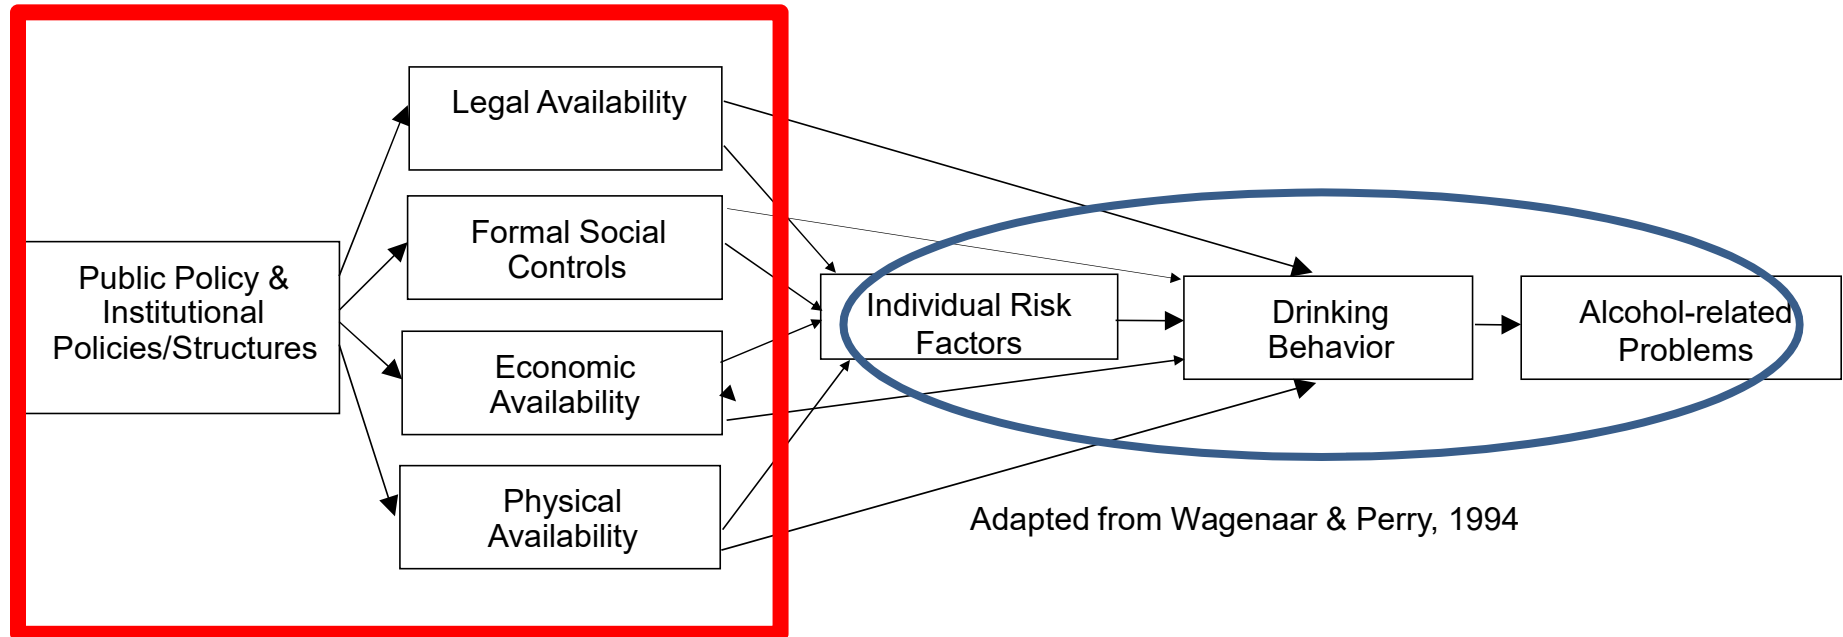 Legal Availability
Formal Social
Controls
Public Policy &
Institutional
Policies/Structures
Economic
Availability
Physical
Availability
Individual Risk
Factors
Drinking
Behavior
Alcohol-related
Problems
Adapted from Wagenaar & Perry, 1994